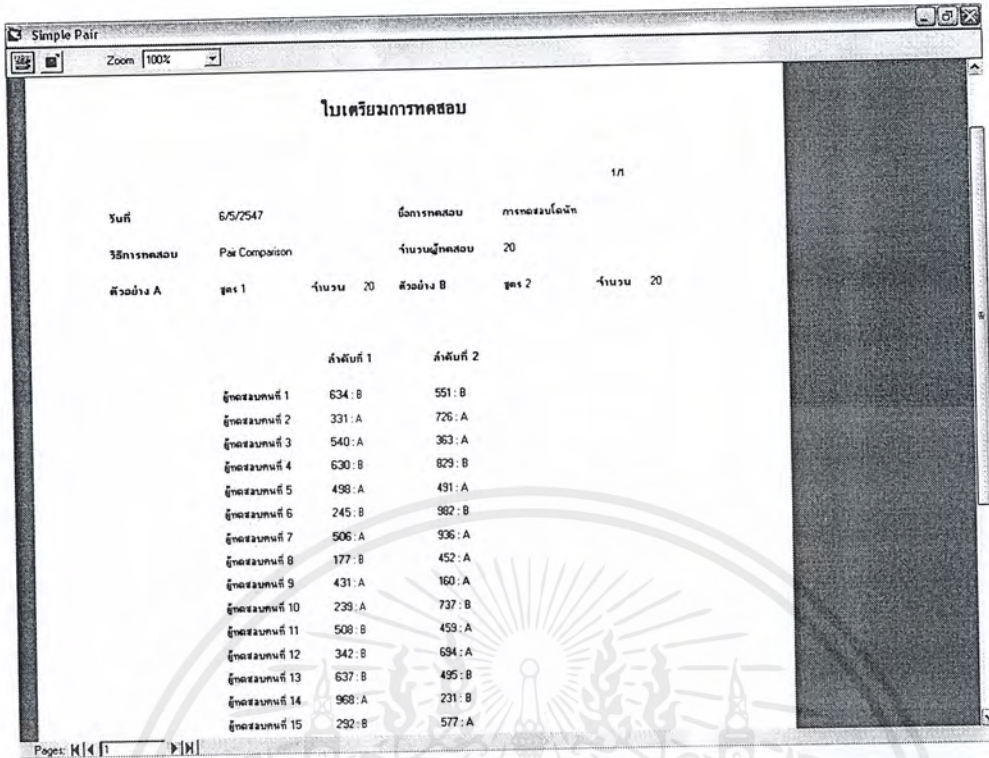 Simple Pair
Zoom 100%
ใบเตรียมการทดสอบ
1/1
วันที่ 6/5/2547 ชื่อการทดสอบ การทดสอบโดนัท
วิธีการทดสอบ Pair Comparison จำนวนผู้ทดสอบ 20
ตัวอย่าง A สูตร 1 จำนวน 20 ตัวอย่าง B สูตร 2 จำนวน 20
ลำดับที่ 1 ลำดับที่ 2
ผู้ทดสอบคนที่ 1 634 : B 551 : B
ผู้ทดสอบคนที่ 2 331 : A 726 : A
ผู้ทดสอบคนที่ 3 540 : A 363 : A
ผู้ทดสอบคนที่ 4 630 : B 829 : B
ผู้ทดสอบคนที่ 5 498 : A 491 : A
ผู้ทดสอบคนที่ 6 245 : B 982 : B
ผู้ทดสอบคนที่ 7 506 : A 936 : A
ผู้ทดสอบคนที่ 8 177 : B 452 : A
ผู้ทดสอบคนที่ 9 431 : A 160 : A
ผู้ทดสอบคนที่ 10 239 : A 737 : B
ผู้ทดสอบคนที่ 11 508 : B 459 : A
ผู้ทดสอบคนที่ 12 342 : B 694 : A
ผู้ทดสอบคนที่ 13 637 : B 495 : B
ผู้ทดสอบคนที่ 14 968 : A 231 : B
ผู้ทดสอบคนที่ 15 292 : B 577 : A
Pages: 1